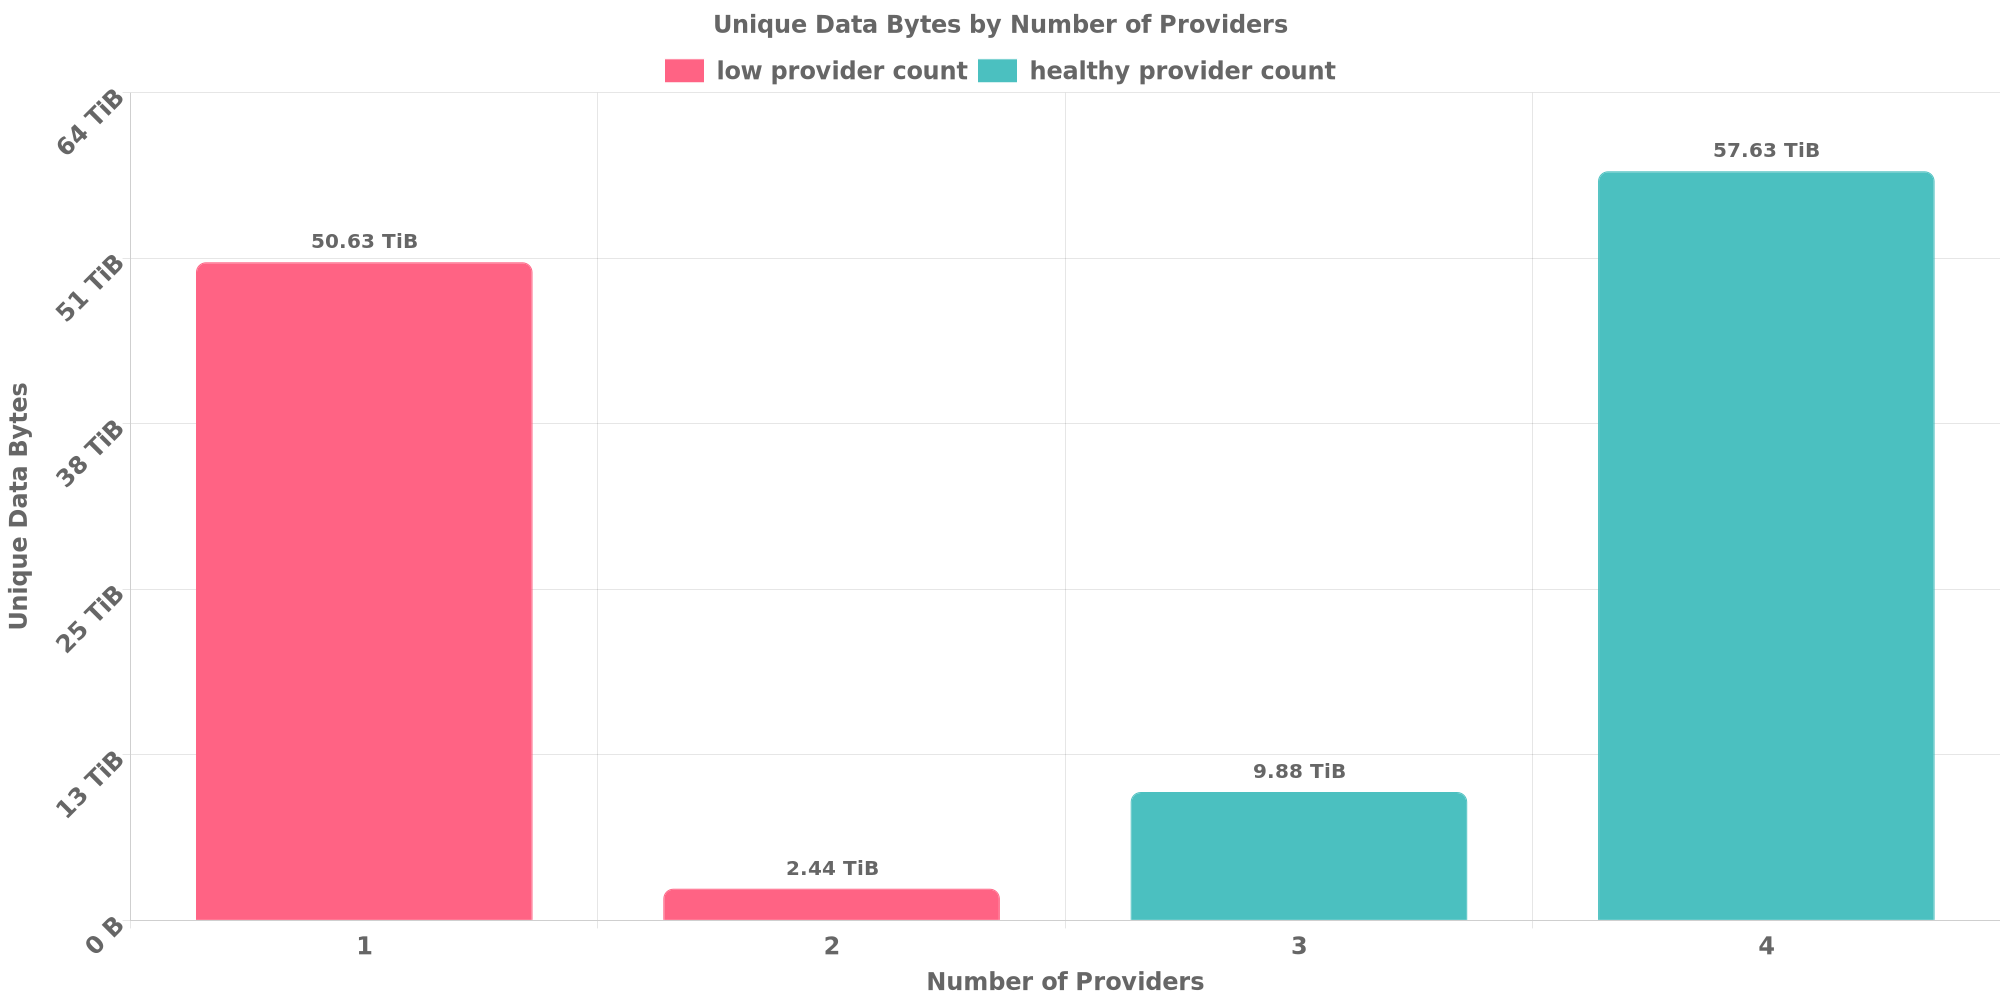 Unique Data Bytes by Number of Providers
low provider count healthy provider count
64 TiB
51 TiB
38 TiB
25 TiB
13 TiB
0 B
Unique Data Bytes
50.63 TiB
2.44 TiB
9.88 TiB
57.63 TiB
1 2 3 4
Number of Providers